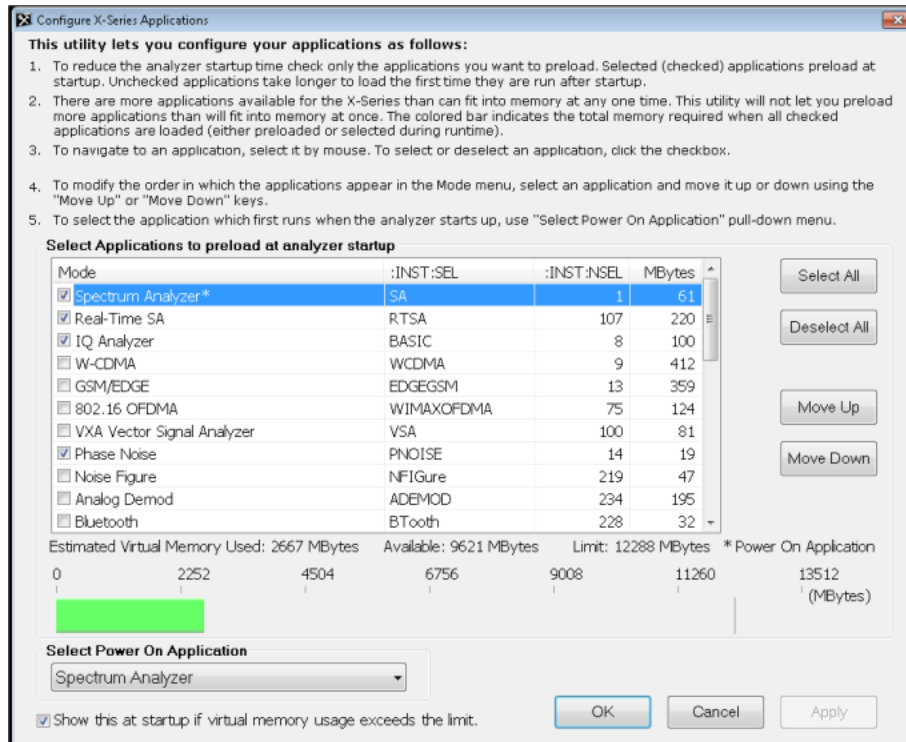 Configure X-Series Applications
This utility lets you configure your applications as follows:
1. To reduce the analyzer startup time check only the applications you want to preload. Selected (checked) applications preload at
startup. Unchecked applications take longer to load the first time they are run after startup.
2. There are more applications available for the X-Series than can fit into memory at any one time. This utility will not let you preload
more applications than will fit into memory at once. The colored bar indicates the total memory required when all checked
applications are loaded (either preloaded or selected during runtime).
3. To navigate to an application, select it by mouse. To select or deselect an application, click the checkbox.
4. To modify the order in which the applications appear in the Mode menu, select an application and move it up or down using the
"Move Up" or "Move Down" keys.
5. To select the application which first runs when the analyzer starts up, use "Select Power On Application" pull-down menu.
Select Applications to preload at analyzer startup
Mode :INST:SEL :INST:NSEL MBytes
Spectrum Analyzer* SA 1 61
Real-Time SA RTSA 107 220
IQ Analyzer BASIC 8 100
W-CDMA WCDMA 9 412
GSM/EDGE EDGEGSM 13 359
802.16 OFDMA WIMAXOFDMA 75 124
VXA Vector Signal Analyzer VSA 100 81
Phase Noise PNOISE 14 19
Noise Figure NFIGure 219 47
Analog Demod ADEMOD 234 195
Bluetooth BTooth 228 32
Select All
Deselect All
Move Up
Move Down
Estimated Virtual Memory Used: 2667 MBytes Available: 9621 MBytes Limit: 12288 MBytes * Power On Application
0 2252 4504 6756 9008 11260 13512
(MBytes)
Select Power On Application
Spectrum Analyzer
Show this at startup if virtual memory usage exceeds the limit.
OK Cancel Apply